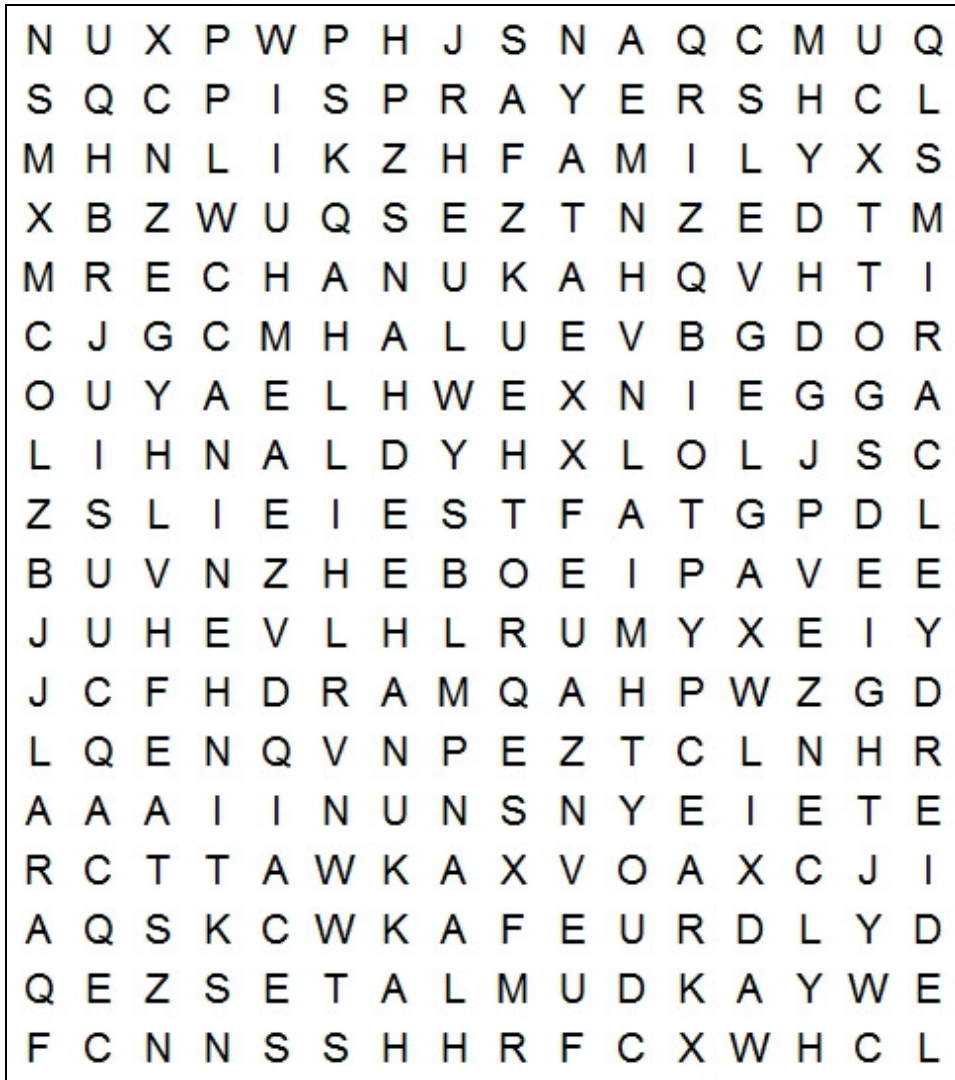 N U X P W P H J S N A Q C M U Q
S Q C P I S P R A Y E R S H C L
M H N L I K Z H F A M I L Y X S
X B Z W U Q S E Z T N Z E D T M
M R E C H A N U K A H Q V H T I
C J G C M H A L U E V B G D O R
O U Y A E L H W E X N I E G G A
L I H N A L D Y H X L O L J S C
Z S L I E I E S T F A T G P D L
B U V N Z H E B O E I P A V E E
J U H E V L H L R U M Y X E I Y
J C F H D R A M Q A H P W Z G D
L Q E N Q V N P E Z T C L N H R
A A A I I N U N S N Y E I E T E
R C T T A W K A X V O A X C J I
A Q S K C W K A F E U R D L Y D
Q E Z S E T A L M U D K A Y W E
F C N N S S H H R F C X W H C L